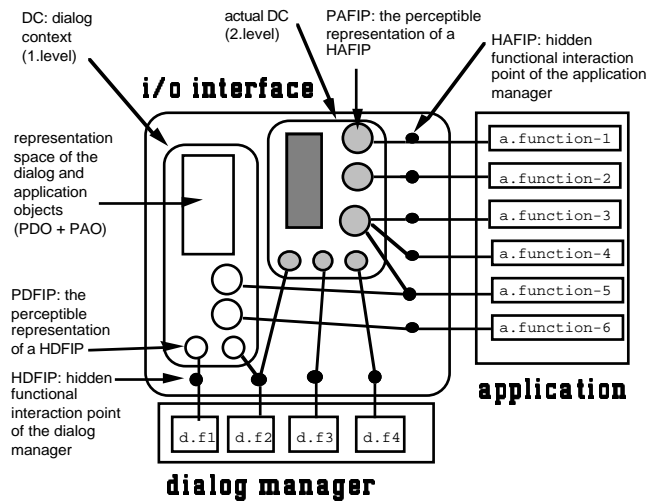 DC: dialog
context
(1.level)
actual DC
(2.level)
PAFIP: the perceptible
representation of a
HAFIP
HAFIP: hidden
functional interaction
point of the application
manager
i/o interface
representation
space of the
dialog and
application
objects
(PDO + PAO)
a.function-1
a.function-2
a.function-3
a.function-4
a.function-5
a.function-6
PDFIP: the
perceptible
representation
of a HDFIP
HDFIP: hidden
functional
interaction point
of the dialog
manager
application
d.f1
d.f2
d.f3
d.f4
dialog manager